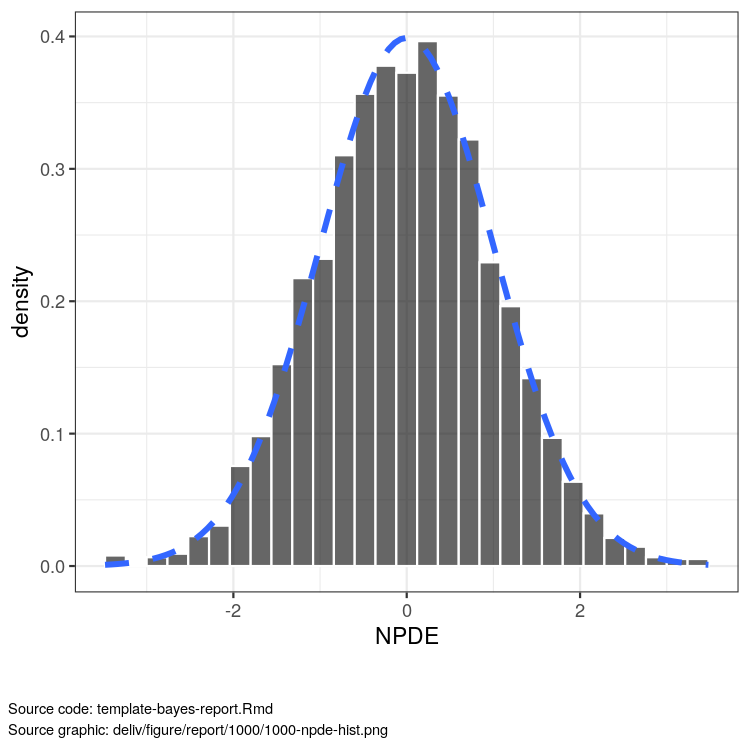 0.4
0.3
0.2
0.1
0.0
density
-2 0 2
NPDE
Source code: template-bayes-report.Rmd
Source graphic: deliv/figure/report/1000/1000-npde-hist.png